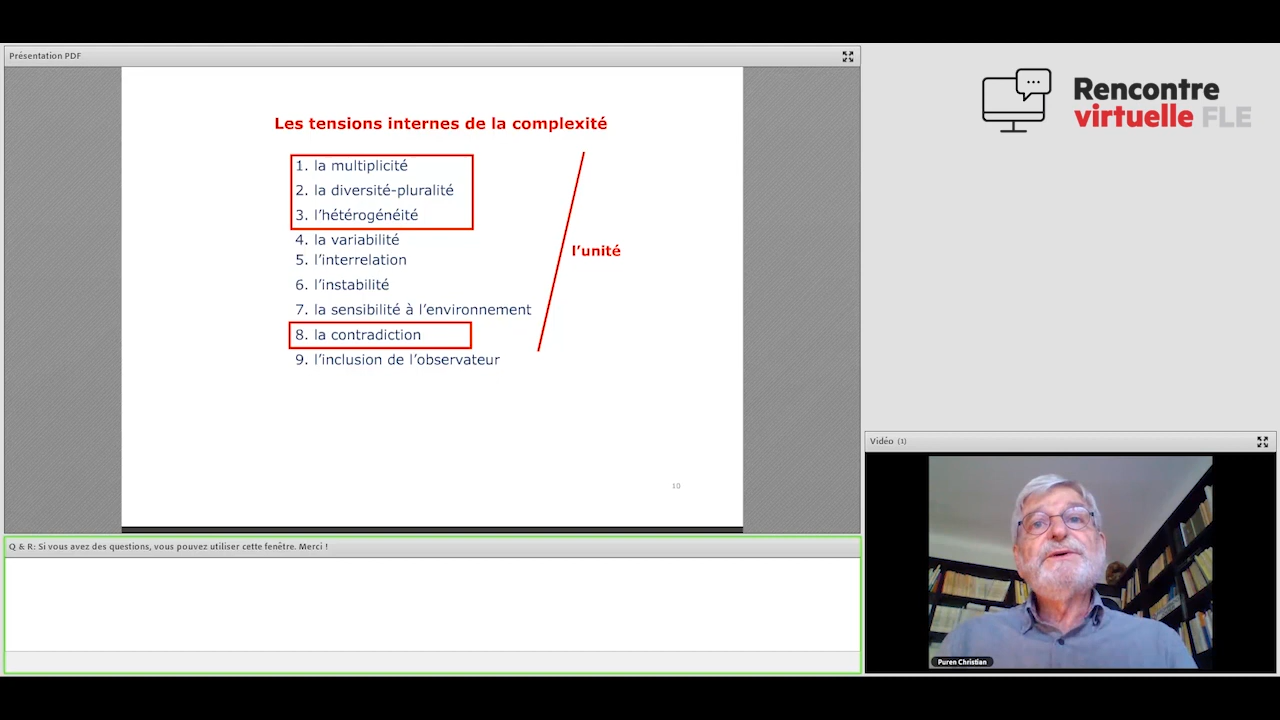 Présentation PDF
Les tensions internes de la complexité
1. la multiplicité
2. la diversité-pluralité
3. l’hétérogénéité
4. la variabilité
5. l’interrelation
6. l’instabilité
7. la sensibilité à l’environnement
8. la contradiction
9. l’inclusion de l’observateur
l’unité
10
Q & R: Si vous avez des questions, vous pouvez utiliser cette fenêtre. Merci !
Rencontre
virtuelle FLE
Vidéo (1)
Puren Christian